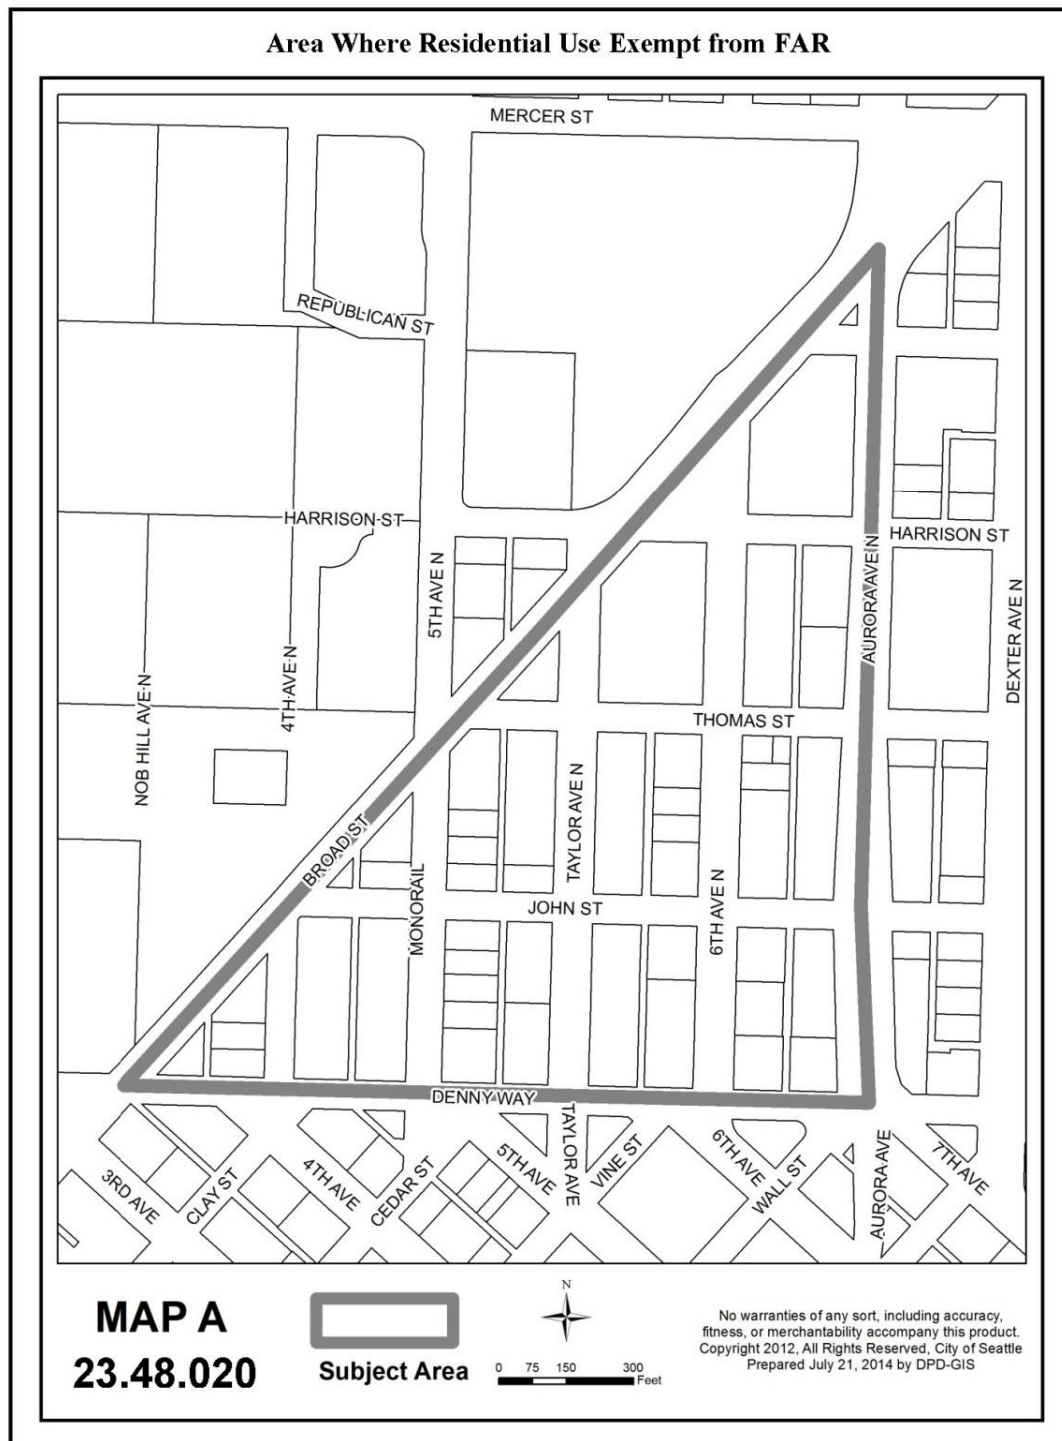 Area Where Residential Use Exempt from FAR
MERCER ST
REPUBLICAN ST
HARRISON ST
HARRISON ST
5TH AVE N
AURORA AVE N
DEXTER AVE N
4TH AVE N
NOB HILL AVE N
THOMAS ST
TAYLOR AVE N
BROAD ST
MONORAIL
6TH AVE N
JOHN ST
DENNY WAY
3RD AVE
CLAY ST
4TH AVE
CEDAR ST
5TH AVE
TAYLOR AVE
VINE ST
6TH AVE
WALL ST
AURORA AVE
7TH AVE
MAP A
23.48.020
Subject Area
N
0 75 150 300
Feet
No warranties of any sort, including accuracy,
fitness, or merchantability accompany this product.
Copyright 2012, All Rights Reserved, City of Seattle
Prepared July 21, 2014 by DPD-GIS